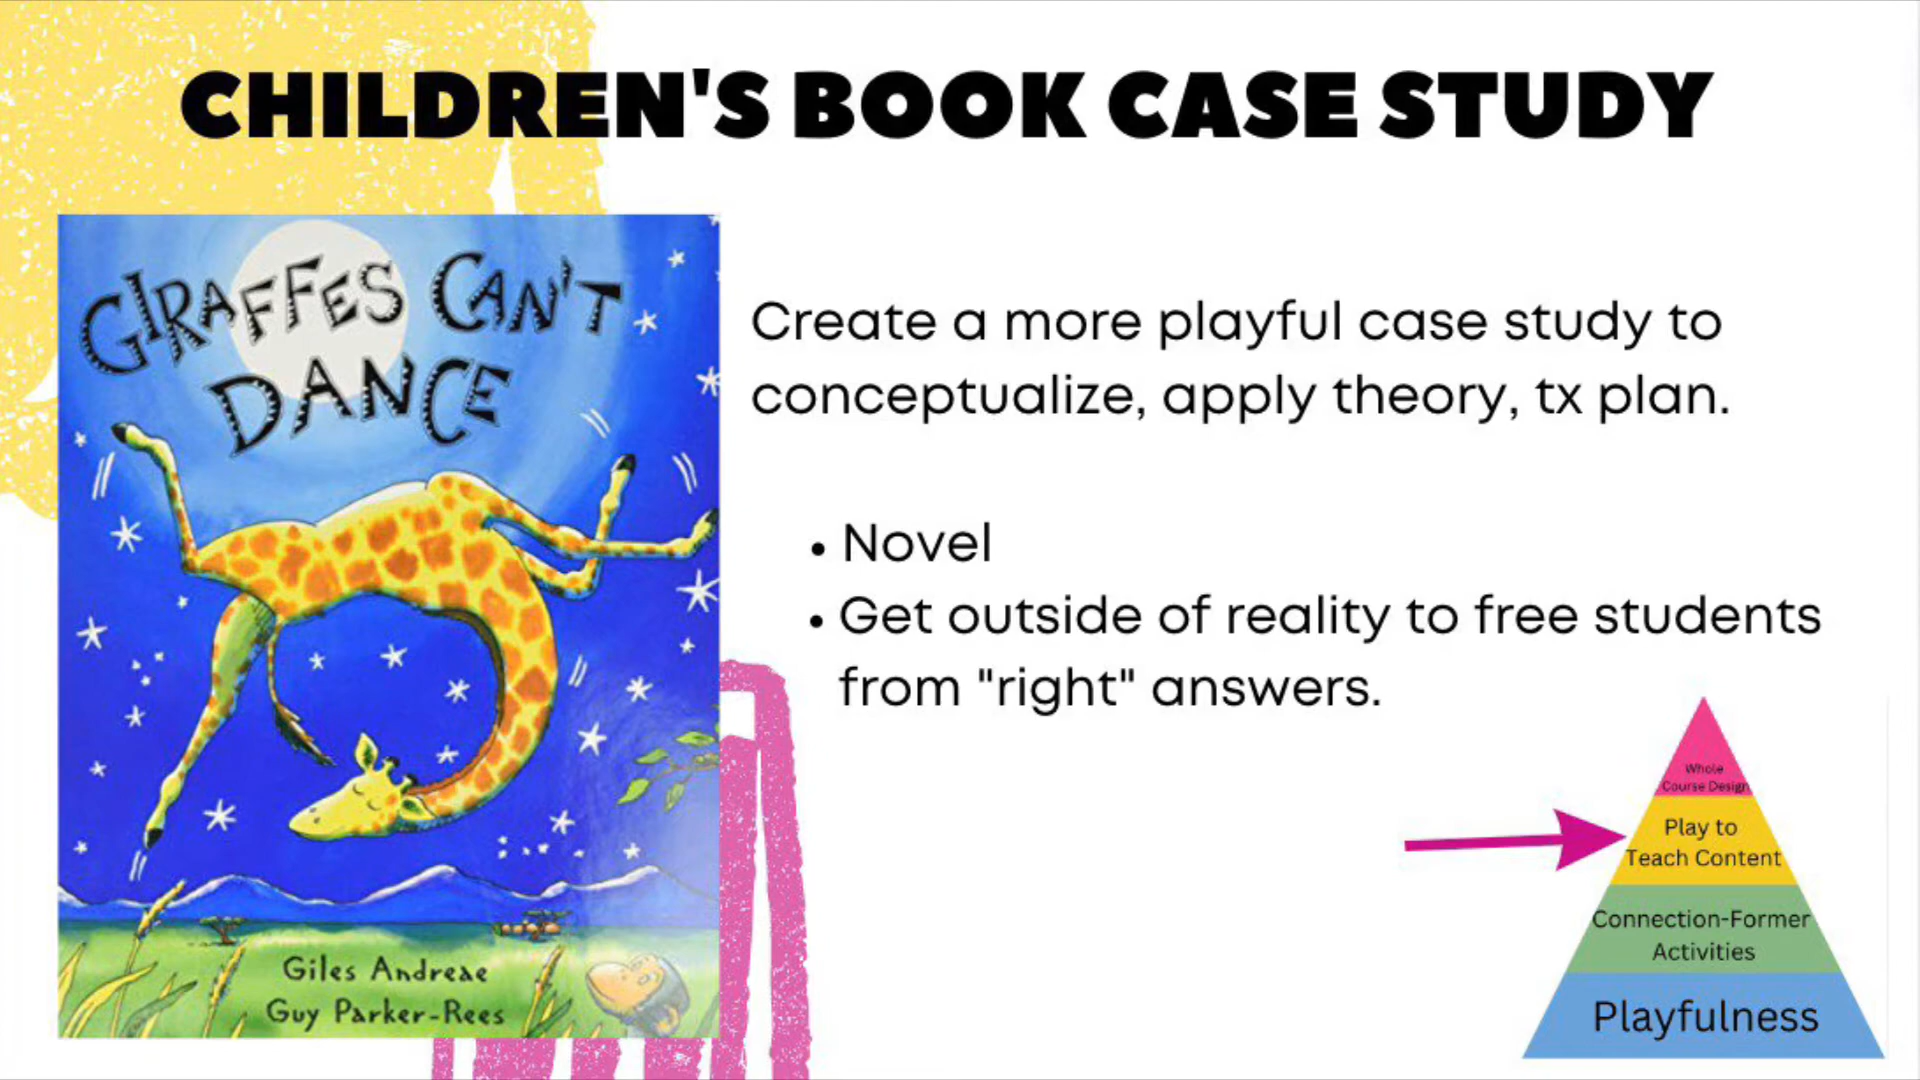 CHILDREN'S BOOK CASE STUDY
GIRAFFES CAN'T
DANCE
Giles Andreae
Guy Parker-Rees
Create a more playful case study to
conceptualize, apply theory, tx plan.
• Novel
• Get outside of reality to free students
from "right" answers.
Whole
Course Design
Play to
Teach Content
Connection-Former
Activities
Playfulness